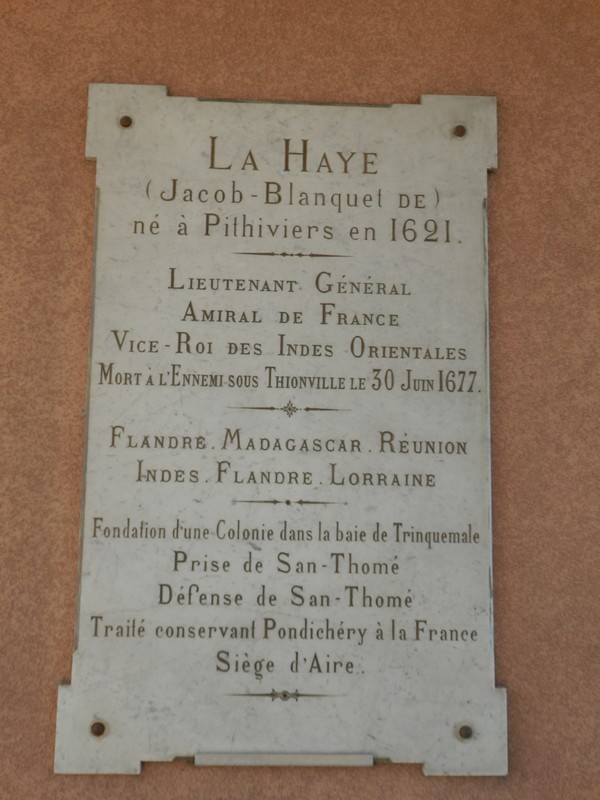 LA HAYE
(Jacob-Blanquet DE)
né à Pithiviers en 1621.
LIEUTENANT GÉNÉRAL
AMIRAL DE FRANCE
VICE-ROI DES INDES ORIENTALES
MORT À L'ENNEMI SOUS THIONVILLE LE 30 JUIN 1677.
FLANDRE. MADAGASCAR. RÉUNION
INDES. FLANDRE. LORRAINE
Fondation d'une Colonie dans la baie de Trinquemale
Prise de San-Thomé
Défense de San-Thomé
Traité conservant Pondichéry à la France
Siège d'Aire.